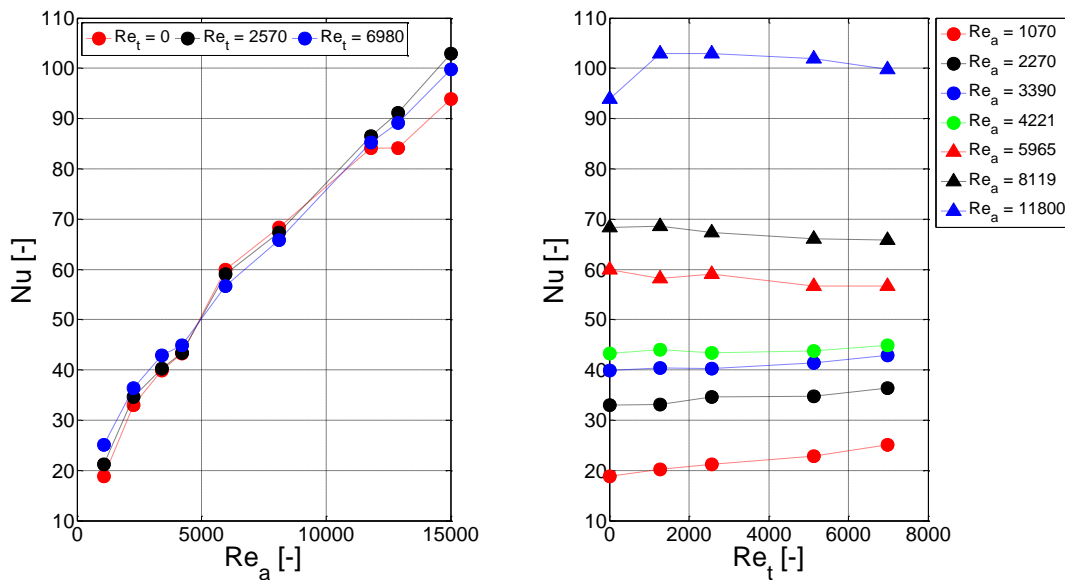 Re_t = 0 Re_t = 2570 Re_t = 6980
Nu [-]
110
100
90
80
70
60
50
40
30
20
10
0 5000 10000 15000
Re_a [-]
Nu [-]
110
100
90
80
70
60
50
40
30
20
10
0 2000 4000 6000 8000
Re_t [-]
Re_a = 1070
Re_a = 2270
Re_a = 3390
Re_a = 4221
Re_a = 5965
Re_a = 8119
Re_a = 11800